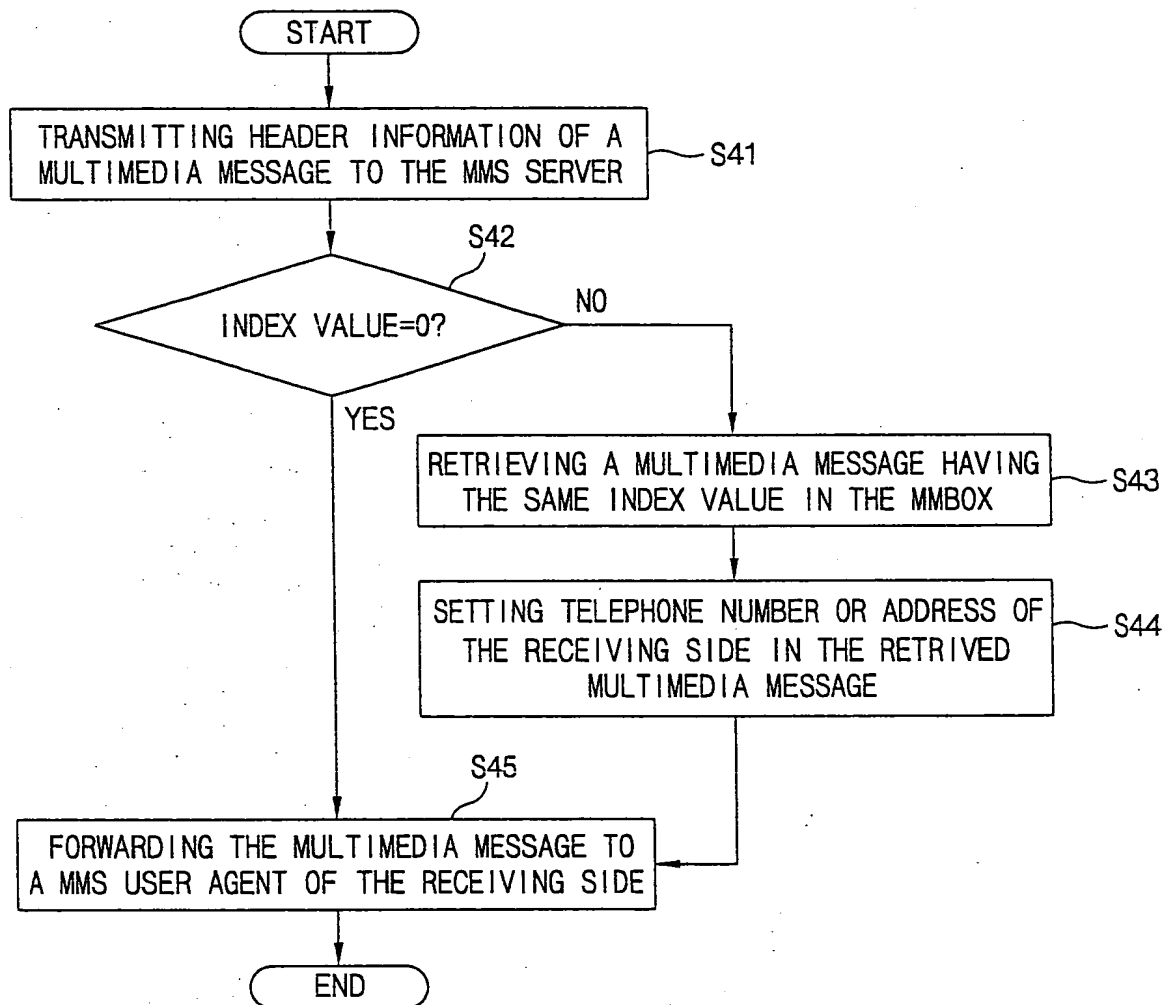 START
TRANSMITTING HEADER INFORMATION OF A
MULTIMEDIA MESSAGE TO THE MMS SERVER
S41
S42
INDEX VALUE=0?
NO
YES
RETRIEVING A MULTIMEDIA MESSAGE HAVING
THE SAME INDEX VALUE IN THE MMBOX
S43
SETTING TELEPHONE NUMBER OR ADDRESS OF
THE RECEIVING SIDE IN THE RETRIVED
MULTIMEDIA MESSAGE
S44
S45
FORWARDING THE MULTIMEDIA MESSAGE TO
A MMS USER AGENT OF THE RECEIVING SIDE
END